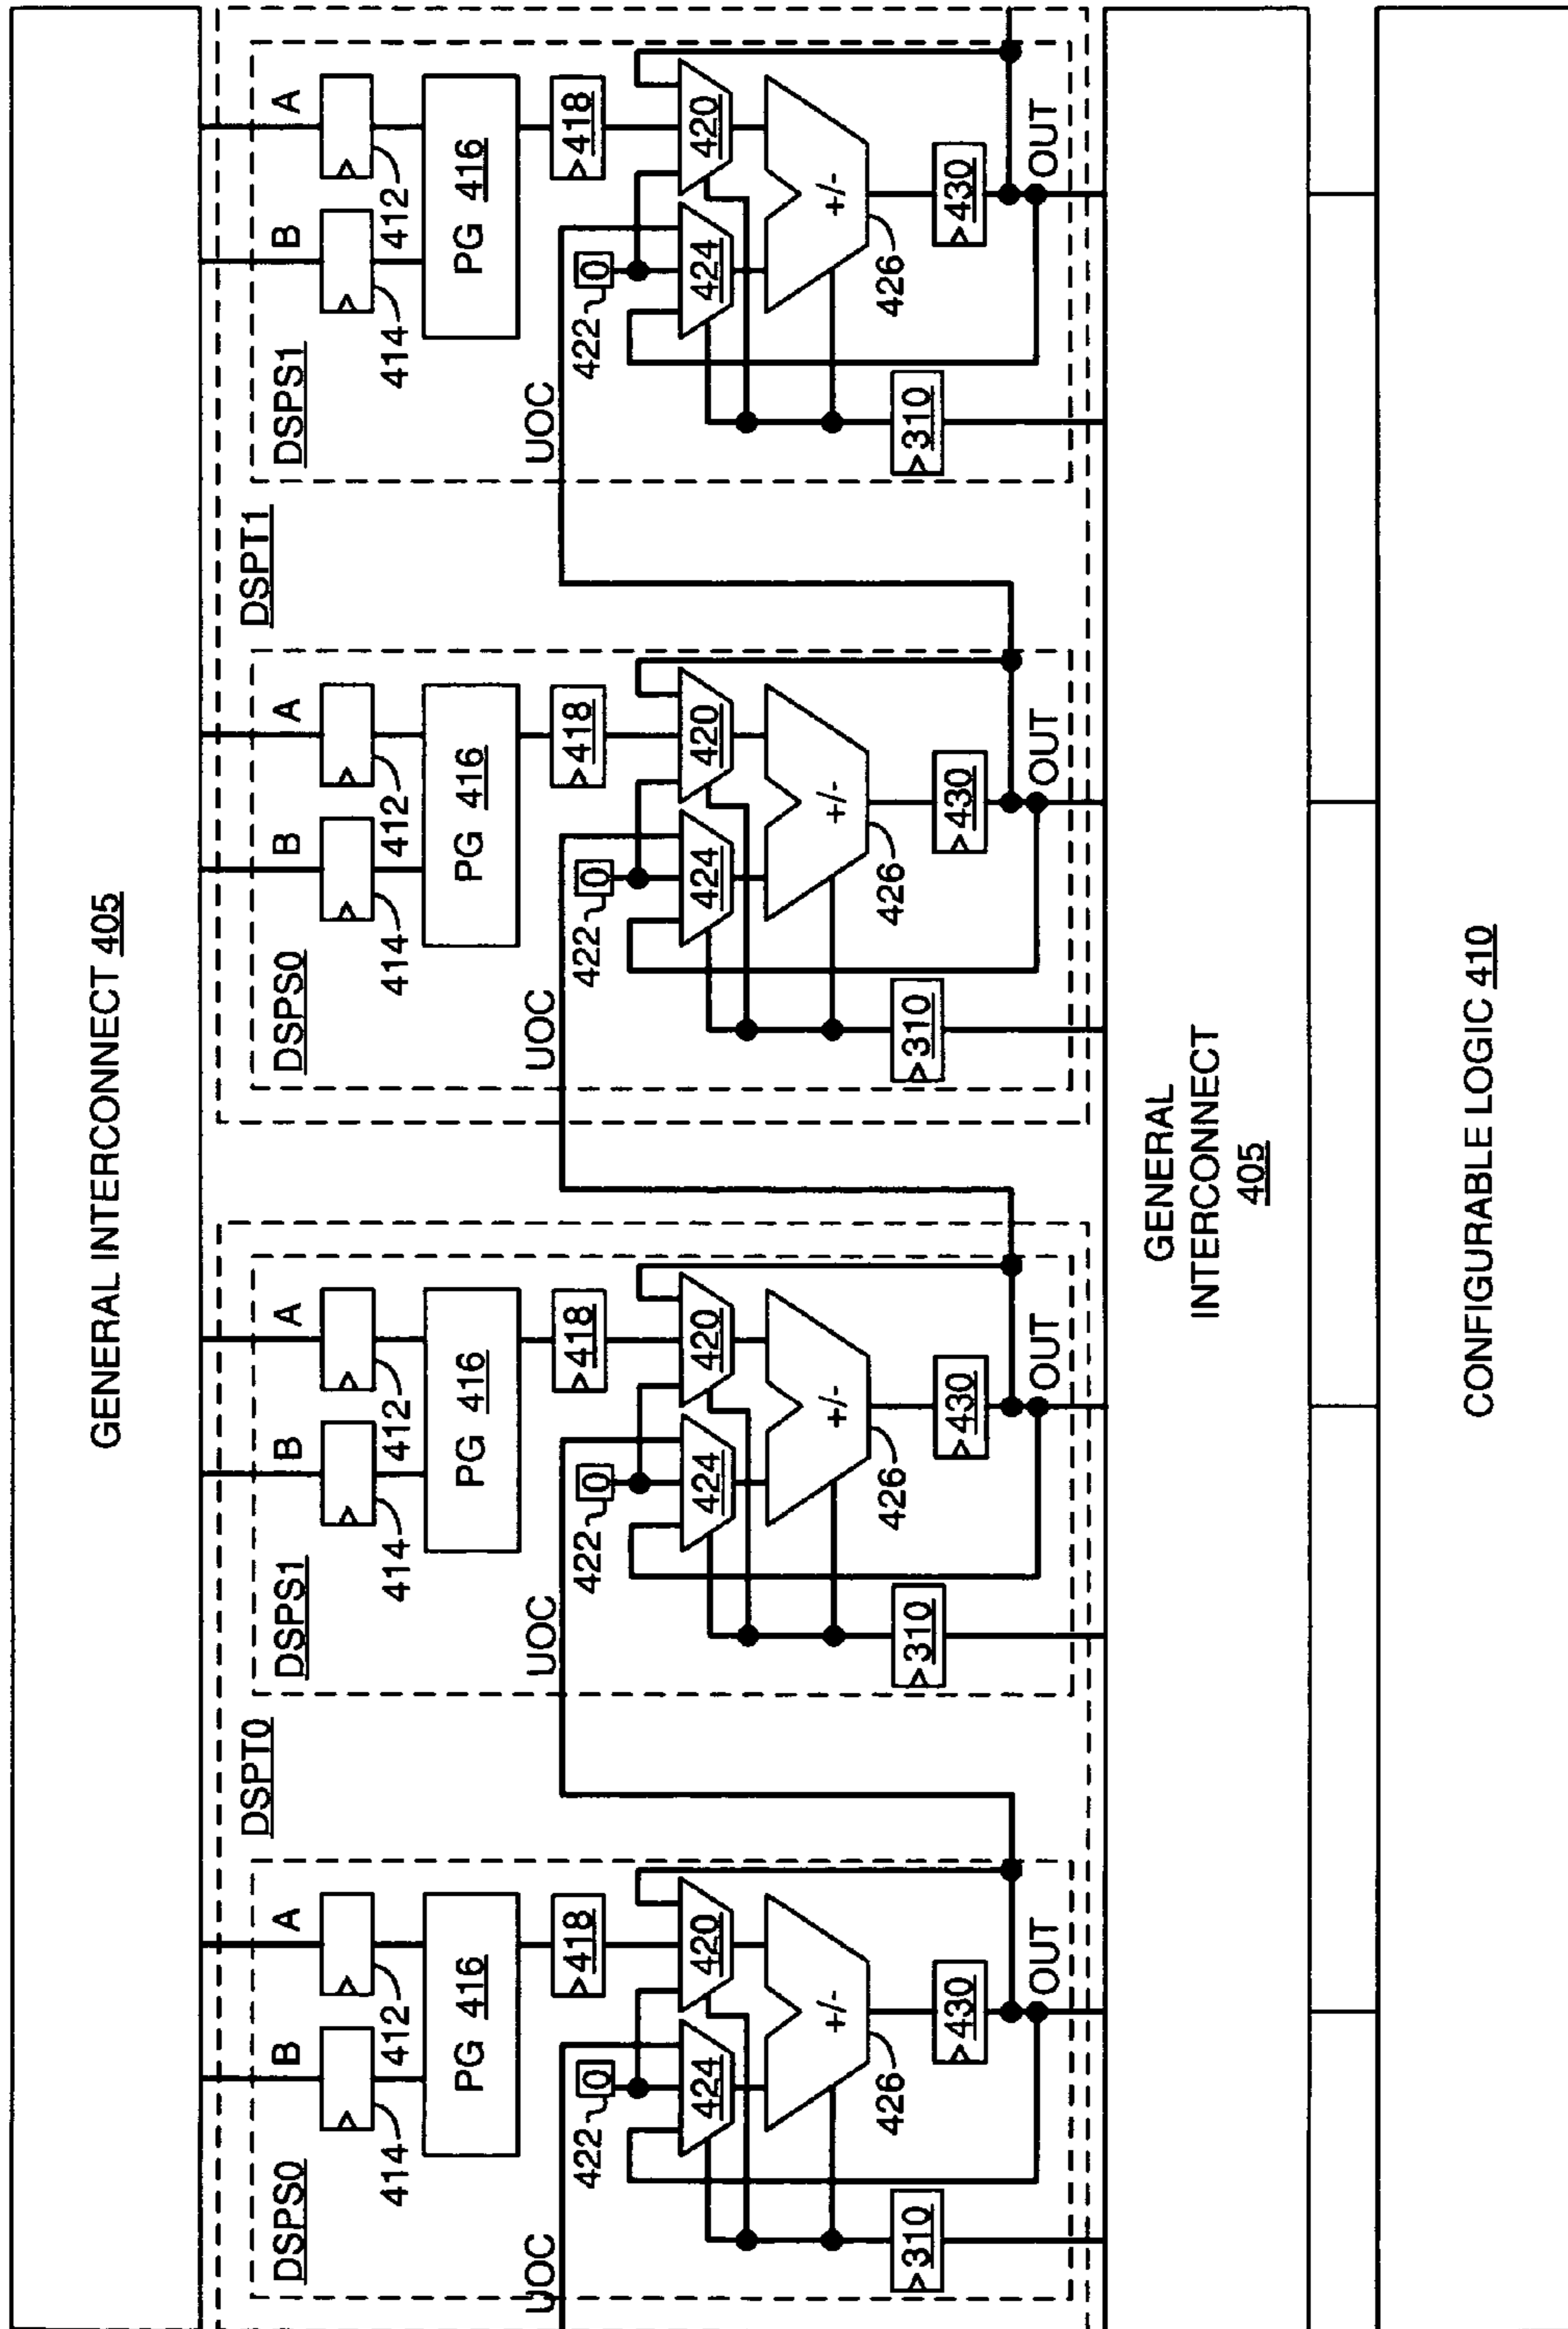 GENERAL INTERCONNECT 405
DSPT0
DSPS0
B
A
414
412
PG 416
UOC
418
422
0
424
420
+/-
426
310
430
OUT
DSPS1
B
A
414
412
PG 416
UOC
418
422
0
424
420
+/-
426
310
430
OUT
DSPT1
DSPS0
B
A
414
412
PG 416
UOC
418
422
0
424
420
+/-
426
310
430
OUT
DSPS1
B
A
414
412
PG 416
UOC
418
422
0
424
420
+/-
426
310
430
OUT
GENERAL
INTERCONNECT
405
CONFIGURABLE LOGIC 410